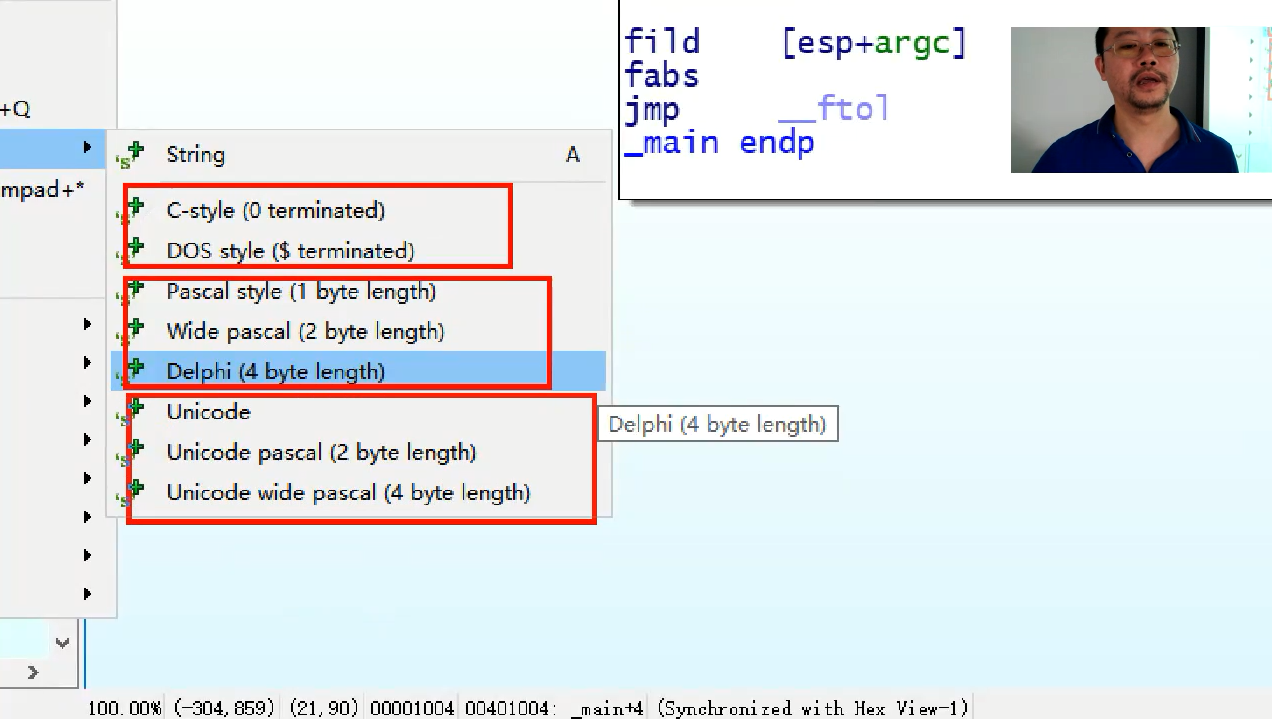 fild [esp+argc]
fabs
jmp __ftol
_main endp
+Q
mpad+*
String A
C-style (0 terminated)
DOS style ($ terminated)
Pascal style (1 byte length)
Wide pascal (2 byte length)
Delphi (4 byte length)
Unicode
Delphi (4 byte length)
Unicode pascal (2 byte length)
Unicode wide pascal (4 byte length)
100.00% (-304,859) (21,90) 00001004 00401004: _main+4 (Synchronized with Hex View-1)